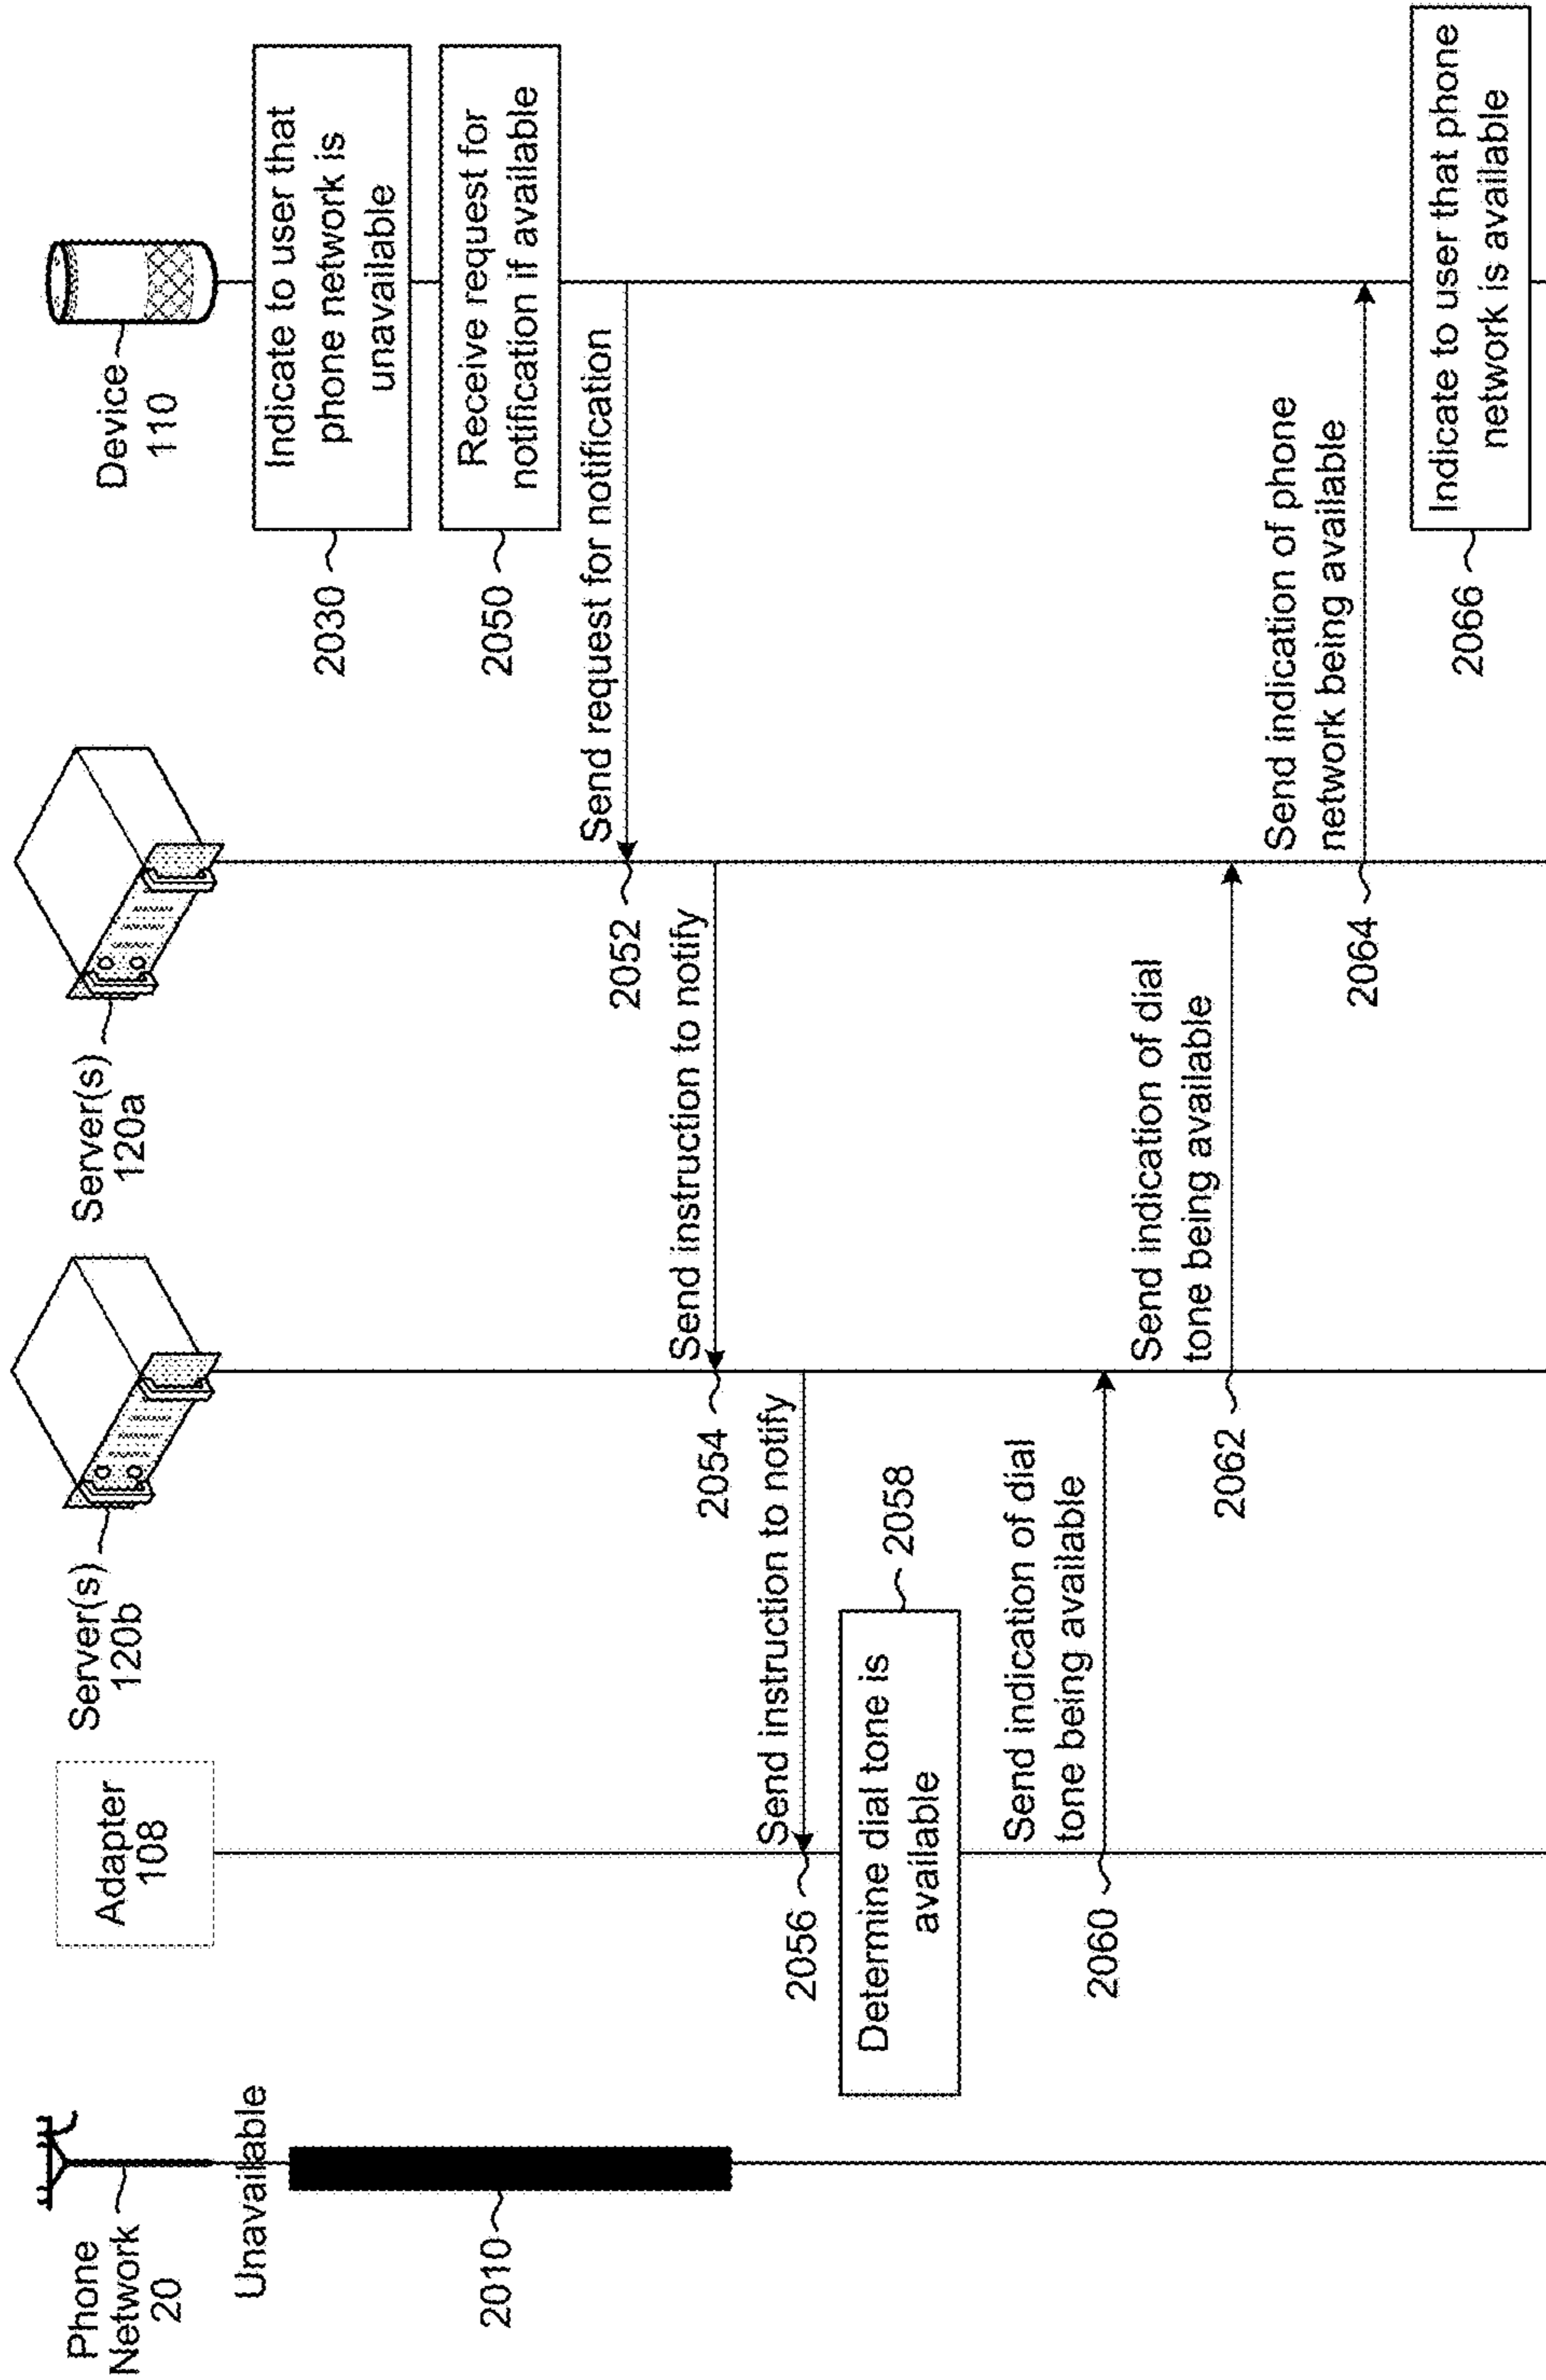 Phone
Network
20
Adapter
108
Server(s)
120b
Server(s)
120a
Device
110
Unavailable
2010
Indicate to user that
phone network is
unavailable
2030
Receive request for
notification if available
2050
Send request for notification
2052
Send instruction to notify
2054
Send instruction to notify
2056
Determine dial tone is
available
2058
Send indication of dial
tone being available
2060
Send indication of dial
tone being available
2062
Send indication of phone
network being available
2064
Indicate to user that phone
network is available
2066